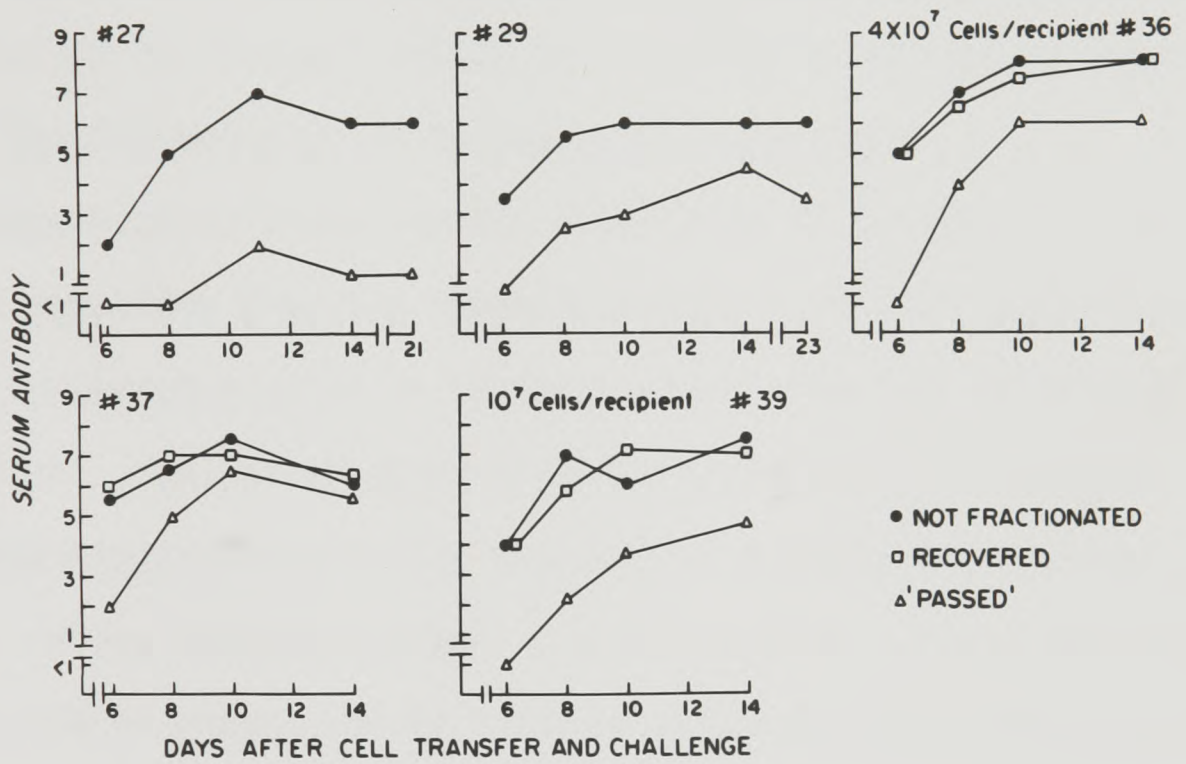 #27
9
7
5
3
1
<1
6 8 10 12 14 21
#29
6 8 10 12 14 23
4X10⁷ Cells/recipient #36
6 8 10 12 14
SERUM ANTIBODY
#37
9
7
5
3
1
<1
6 8 10 12 14
10⁷ Cells/recipient #39
6 8 10 12 14
● NOT FRACTIONATED
□ RECOVERED
△ 'PASSED'
DAYS AFTER CELL TRANSFER AND CHALLENGE